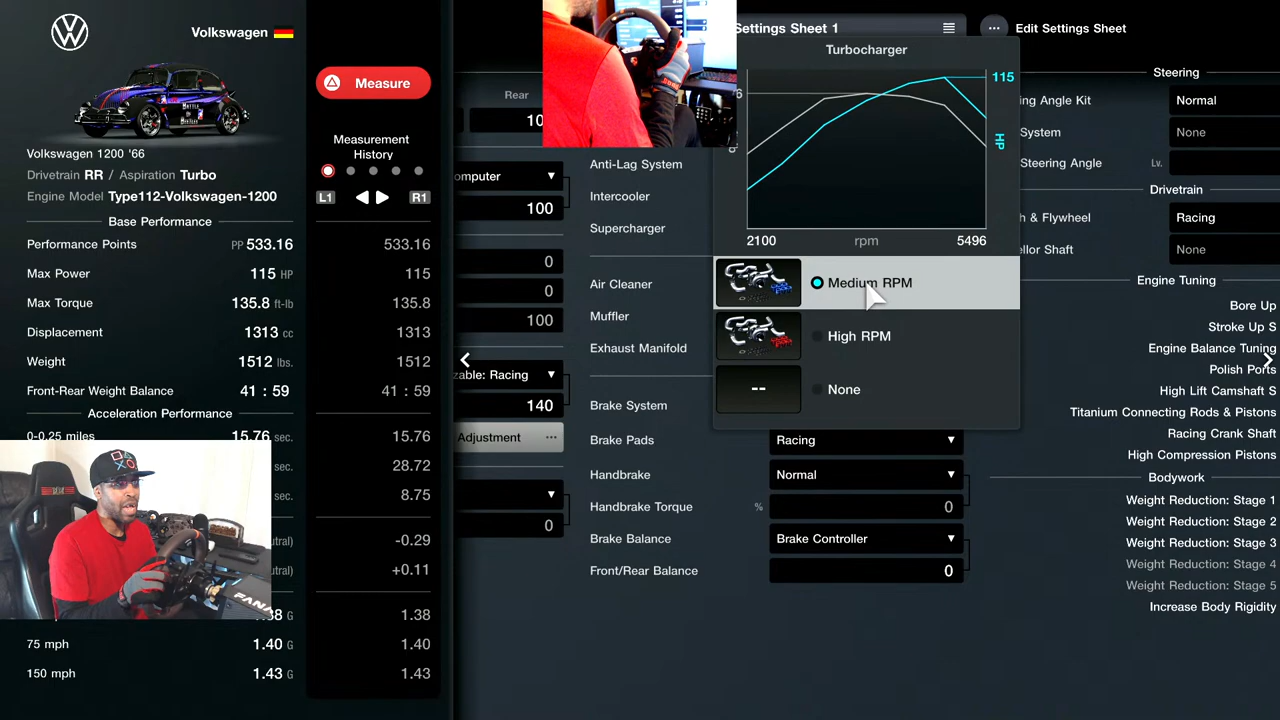 Volkswagen
Volkswagen 1200 '66
Drivetrain RR / Aspiration Turbo
Engine Model Type112-Volkswagen-1200
Base Performance
Performance Points PP 533.16
Max Power 115 HP
Max Torque 135.8 ft-lb
Displacement 1313 cc
Weight 1512 lbs.
Front-Rear Weight Balance 41 : 59
Acceleration Performance
0-0.25 miles 15.76 sec.
sec.
sec.
tral)
tral)
G
75 mph 1.40 G
150 mph 1.43 G
Measure
Measurement
History
L1 R1
533.16
115
135.8
1313
1512
41 : 59
15.76
28.72
8.75
-0.29
+0.11
1.38
1.40
1.43
Rear
10
omputer
100
0
0
100
zable: Racing
140
Adjustment ...
0
Settings Sheet 1
... Edit Settings Sheet
Anti-Lag System
Intercooler
Supercharger
Air Cleaner
Muffler
Exhaust Manifold
Brake System
Brake Pads Racing
Handbrake Normal
Handbrake Torque % 0
Brake Balance Brake Controller
Front/Rear Balance 0
Turbocharger
115
HP
2100 rpm 5496
Medium RPM
High RPM
-- None
Steering
ing Angle Kit Normal
System None
Steering Angle Lv.
Drivetrain
h & Flywheel Racing
ellor Shaft None
Engine Tuning
Bore Up
Stroke Up S
Engine Balance Tuning
Polish Ports
High Lift Camshaft S
Titanium Connecting Rods & Pistons
Racing Crank Shaft
High Compression Pistons
Bodywork
Weight Reduction: Stage 1
Weight Reduction: Stage 2
Weight Reduction: Stage 3
Weight Reduction: Stage 4
Weight Reduction: Stage 5
Increase Body Rigidity
FANA